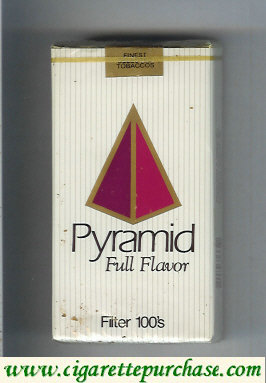 FINEST
TOBACCOS
Pyramid
Full Flavor
Filter 100's
www.cigarettepurchase.com